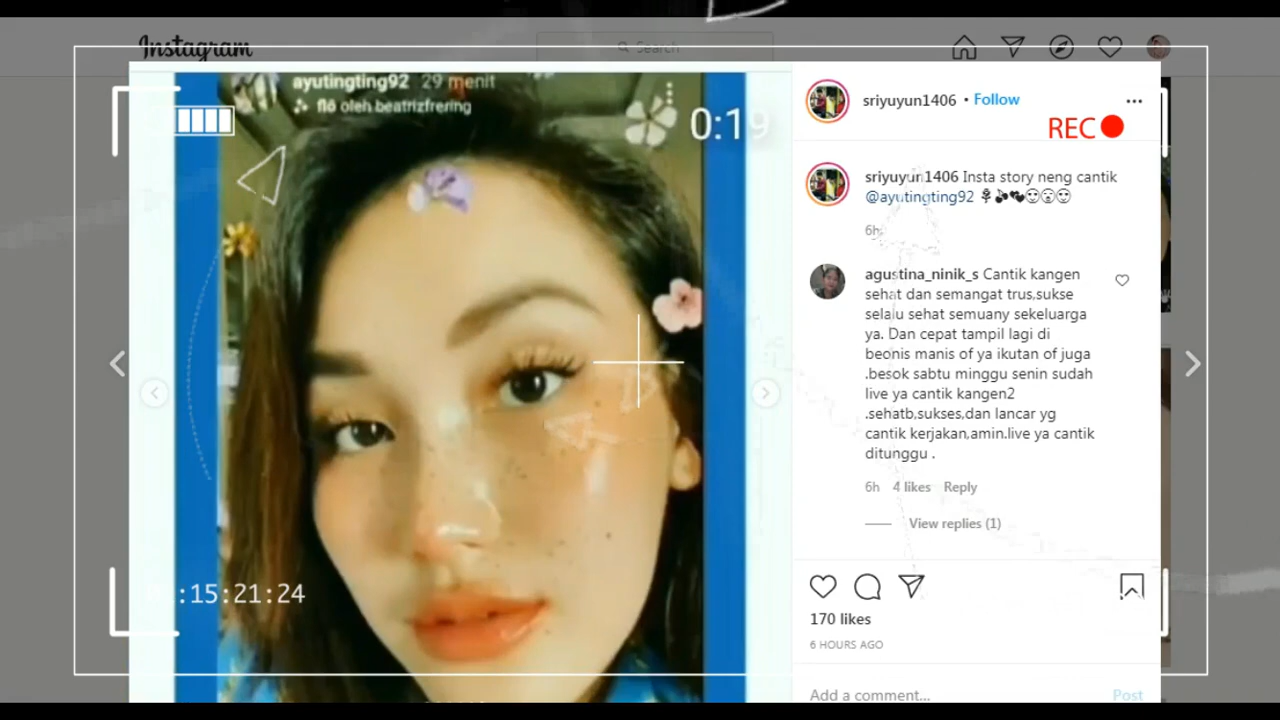 Instagram
Search
ayutingting92 29 menit
flô oleh beatrizfrering
0:19
sriyuyun1406 • Follow
REC
sriyuyun1406 Insta story neng cantik
@ayutingting92
6h
agustina_ninik_s Cantik kangen
sehat dan semangat trus,sukse
selalu sehat semuany sekeluarga
ya. Dan cepat tampil lagi di
beonis manis of ya ikutan of juga
.besok sabtu minggu senin sudah
live ya cantik kangen2
.sehatb,sukses,dan lancar yg
cantik kerjakan,amin.live ya cantik
ditunggu .
6h 4 likes Reply
View replies (1)
:15:21:24
170 likes
6 HOURS AGO
Add a comment... Post